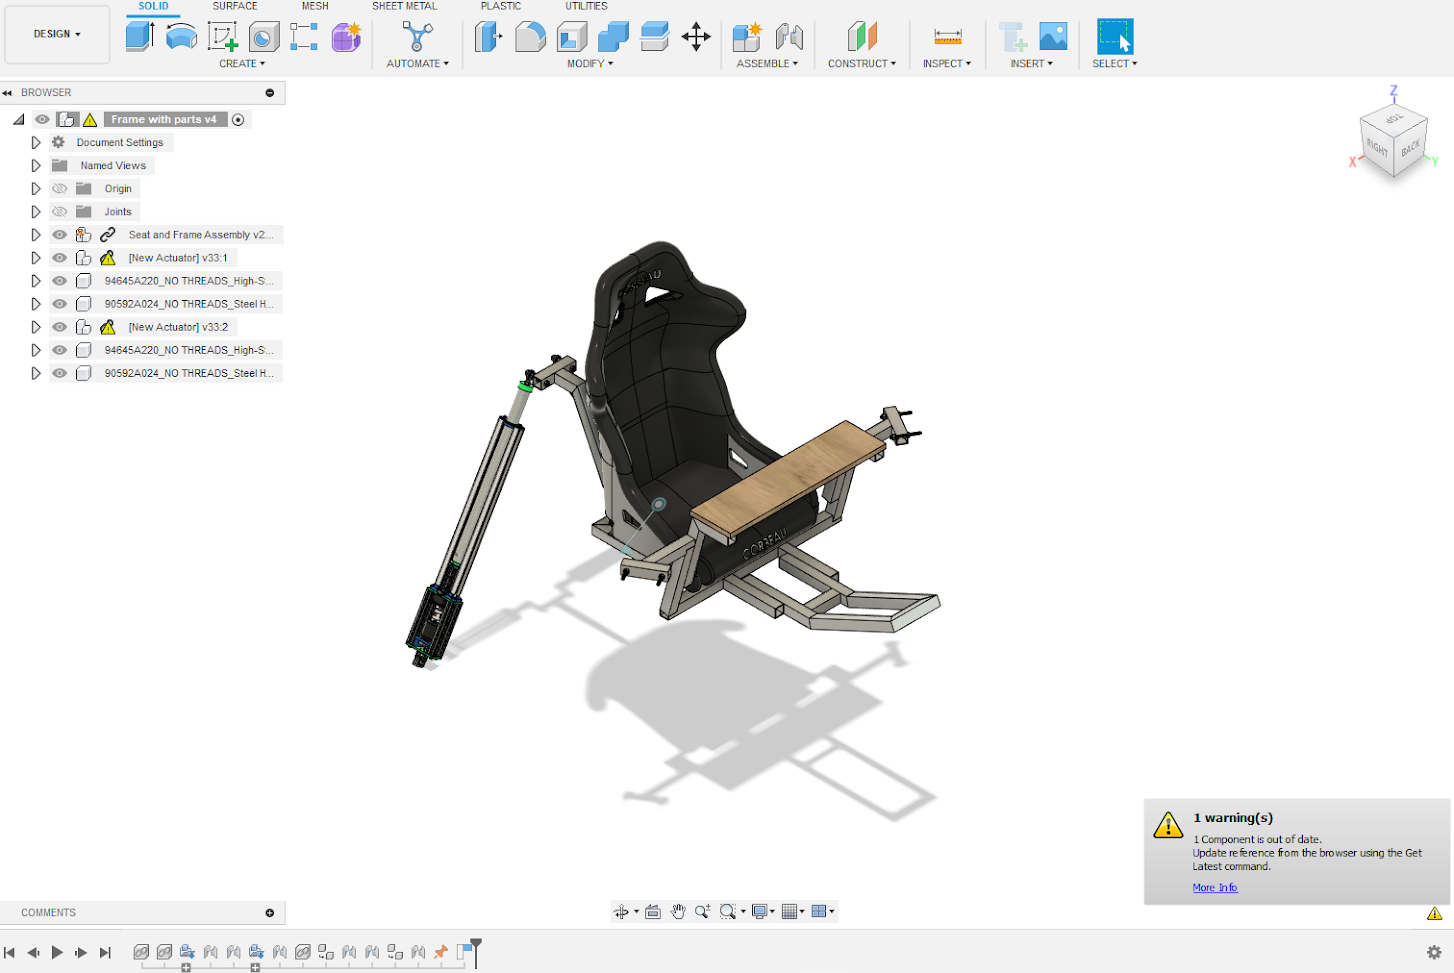 SOLID SURFACE MESH SHEET METAL PLASTIC UTILITIES
DESIGN
CREATE AUTOMATE MODIFY ASSEMBLE CONSTRUCT INSPECT INSERT SELECT
BROWSER
Frame with parts v4
Document Settings
Named Views
Origin
Joints
Seat and Frame Assembly v2...
[New Actuator] v33:1
94645A220_NO THREADS_High-S...
90592A024_NO THREADS_Steel H...
[New Actuator] v33:2
94645A220_NO THREADS_High-S...
90592A024_NO THREADS_Steel H...
Z
TOP
RIGHT BACK
X Y
CORBEAU
CORBEAU
1 warning(s)
1 Component is out of date.
Update reference from the browser using the Get
Latest command.
More Info
COMMENTS